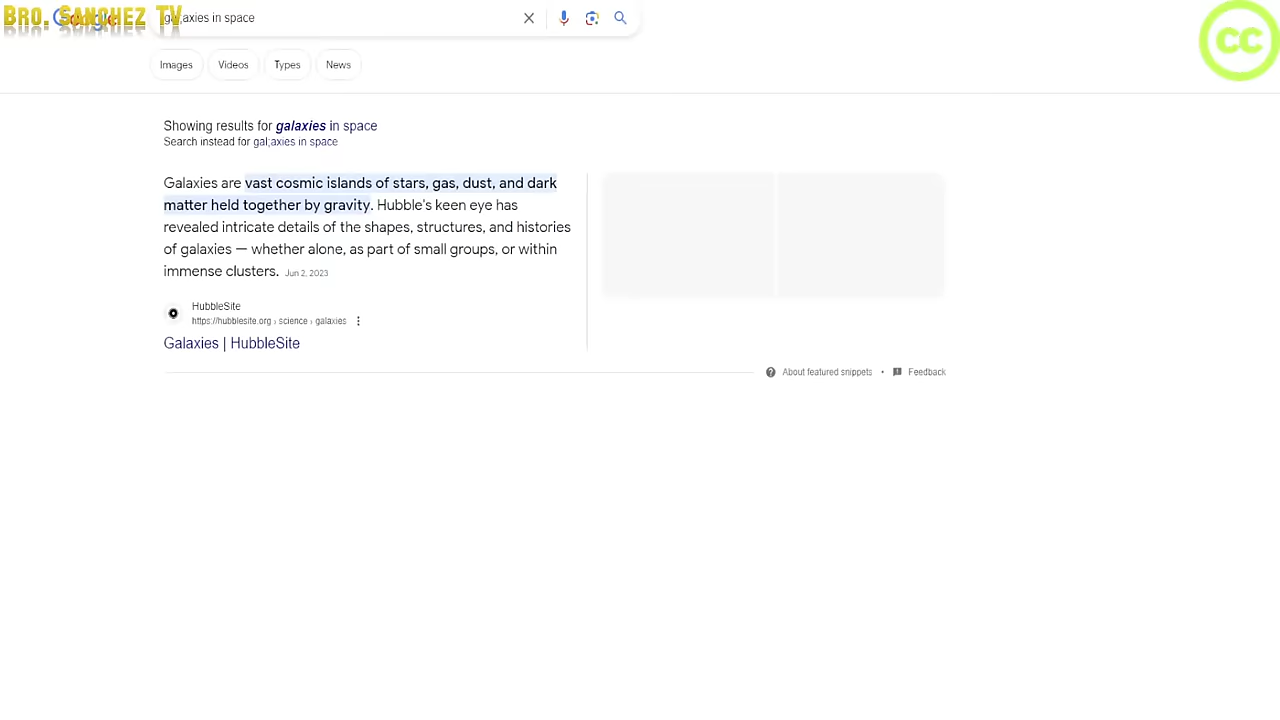 Bro. Sanchez TV
Google
gal;axies in space
CC
Images
Videos
Types
News
Showing results for galaxies in space
Search instead for gal;axies in space
Galaxies are vast cosmic islands of stars, gas, dust, and dark
matter held together by gravity. Hubble's keen eye has
revealed intricate details of the shapes, structures, and histories
of galaxies — whether alone, as part of small groups, or within
immense clusters. Jun 2, 2023
HubbleSite
https://hubblesite.org › science › galaxies
Galaxies | HubbleSite
About featured snippets • Feedback